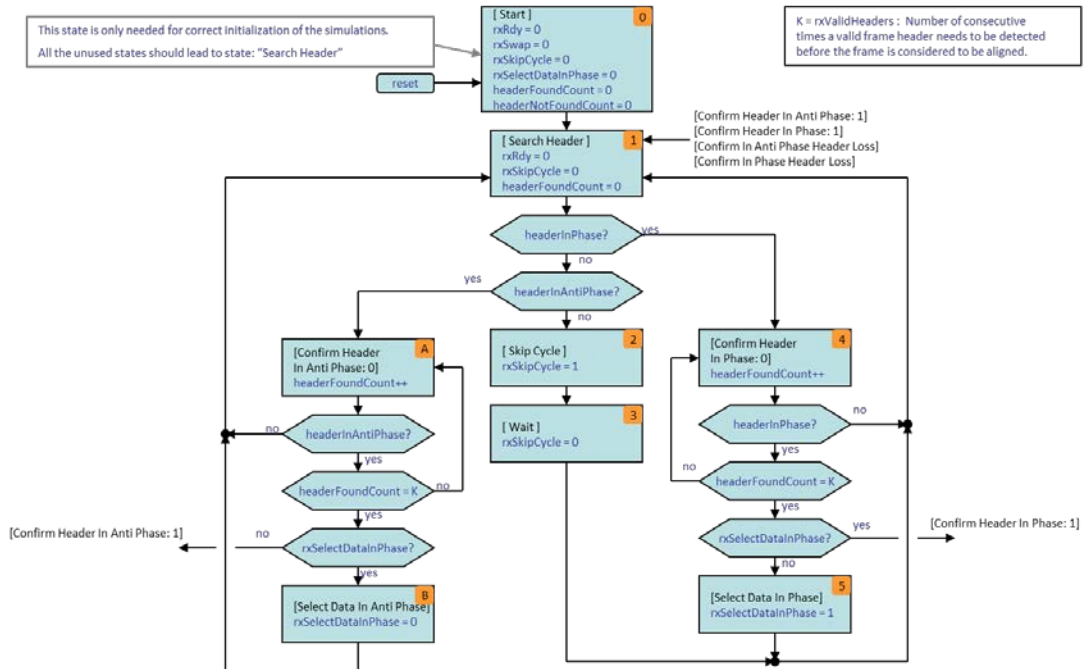 This state is only needed for correct initialization of the simulations.
All the unused states should lead to state: “Search Header”
reset
[ Start ]
0
rxRdy = 0
rxSwap = 0
rxSkipCycle = 0
rxSelectDataInPhase = 0
headerFoundCount = 0
headerNotFoundCount = 0
K = rxValidHeaders : Number of consecutive
times a valid frame header needs to be detected
before the frame is considered to be aligned.
[ Search Header ]
1
rxRdy = 0
rxSkipCycle = 0
headerFoundCount = 0
[Confirm Header In Anti Phase: 1]
[Confirm Header In Phase: 1]
[Confirm In Anti Phase Header Loss]
[Confirm In Phase Header Loss]
headerInPhase?
yes
no
yes
headerInAntiPhase?
no
[Confirm Header
In Anti Phase: 0]
headerFoundCount++
A
[ Skip Cycle ]
rxSkipCycle = 1
2
[Confirm Header
In Phase: 0]
headerFoundCount++
4
[ Wait ]
rxSkipCycle = 0
3
no
headerInAntiPhase?
yes
headerInPhase?
no
yes
headerFoundCount = K
no
yes
no
headerFoundCount = K
yes
[Confirm Header In Anti Phase: 1]
no
rxSelectDataInPhase?
yes
rxSelectDataInPhase?
yes
no
[Confirm Header In Phase: 1]
[Select Data In Anti Phase]
rxSelectDataInPhase = 0
B
[Select Data In Phase]
rxSelectDataInPhase = 1
5